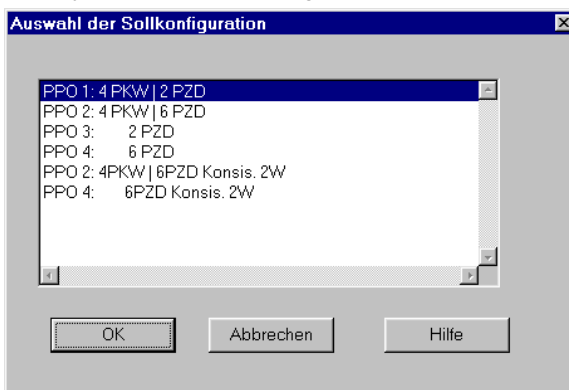 Auswahl der Sollkonfiguration
PPO 1: 4 PKW | 2 PZD
PPO 2: 4 PKW | 6 PZD
PPO 3: 2 PZD
PPO 4: 6 PZD
PPO 2: 4PKW | 6PZD Konsis. 2W
PPO 4: 6PZD Konsis. 2W
OK
Abbrechen
Hilfe